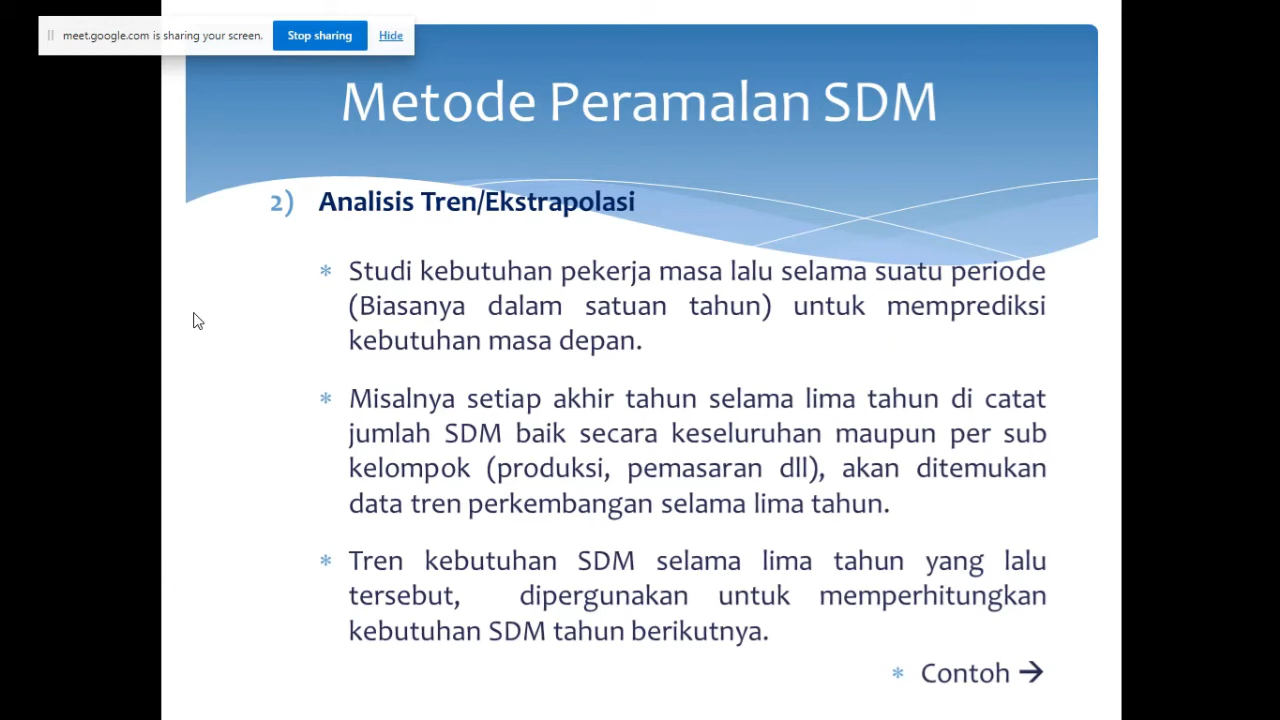 meet.google.com is sharing your screen. Stop sharing Hide
Metode Peramalan SDM
2) Analisis Tren/Ekstrapolasi
* Studi kebutuhan pekerja masa lalu selama suatu periode
(Biasanya dalam satuan tahun) untuk memprediksi
kebutuhan masa depan.
* Misalnya setiap akhir tahun selama lima tahun di catat
jumlah SDM baik secara keseluruhan maupun per sub
kelompok (produksi, pemasaran dll), akan ditemukan
data tren perkembangan selama lima tahun.
* Tren kebutuhan SDM selama lima tahun yang lalu
tersebut, dipergunakan untuk memperhitungkan
kebutuhan SDM tahun berikutnya.
* Contoh →